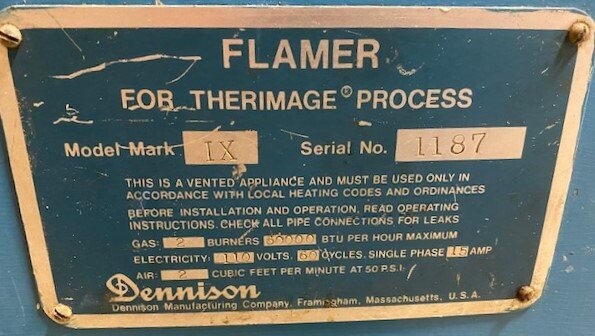 FLAMER
FOR THERIMAGE® PROCESS
Model Mark IX Serial No. 1187
THIS IS A VENTED APPLIANCE AND MUST BE USED ONLY IN
ACCORDANCE WITH LOCAL HEATING CODES AND ORDINANCES
BEFORE INSTALLATION AND OPERATION, READ OPERATING
INSTRUCTIONS. CHECK ALL PIPE CONNECTIONS FOR LEAKS
GAS: 2 BURNERS 60000 BTU PER HOUR MAXIMUM
ELECTRICITY: 110 VOLTS. 60 CYCLES, SINGLE PHASE 15 AMP
AIR: 2 CUBIC FEET PER MINUTE AT 50 P.S.I.
Dennison
Dennison Manufacturing Company, Framingham, Massachusetts, U.S.A.